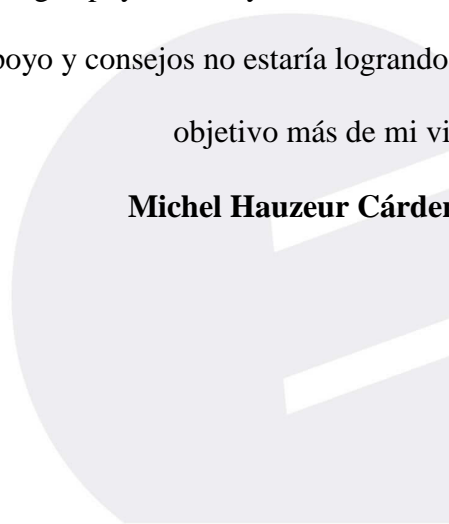 poyo y consejos no estaría logrando
objetivo más de mi vi
Michel Hauzeur Cárden